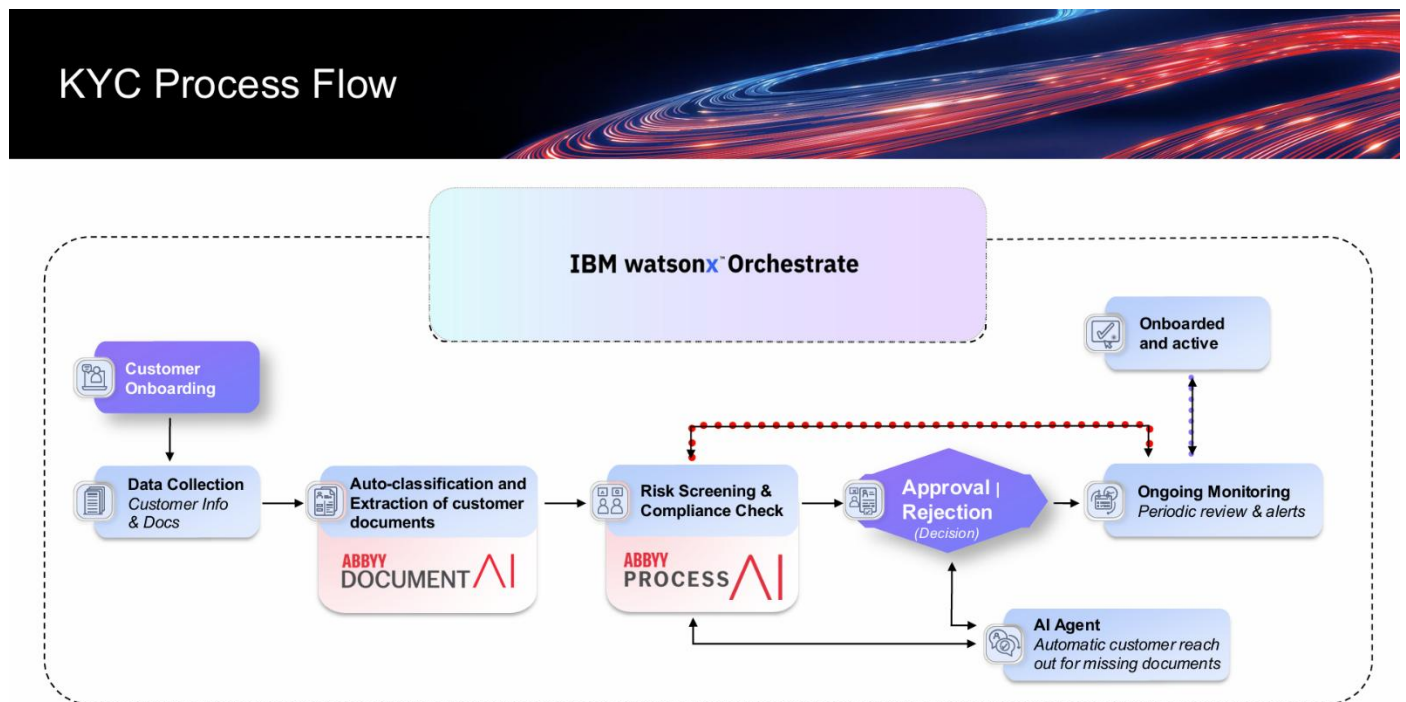 KYC Process Flow
IBM watsonx™ Orchestrate
Customer
Onboarding
Data Collection
Customer Info
& Docs
Auto-classification and
Extraction of customer
documents
ABBYY
DOCUMENT AI
Risk Screening &
Compliance Check
ABBYY
PROCESS AI
Approval |
Rejection
(Decision)
Onboarded
and active
Ongoing Monitoring
Periodic review & alerts
AI Agent
Automatic customer reach
out for missing documents